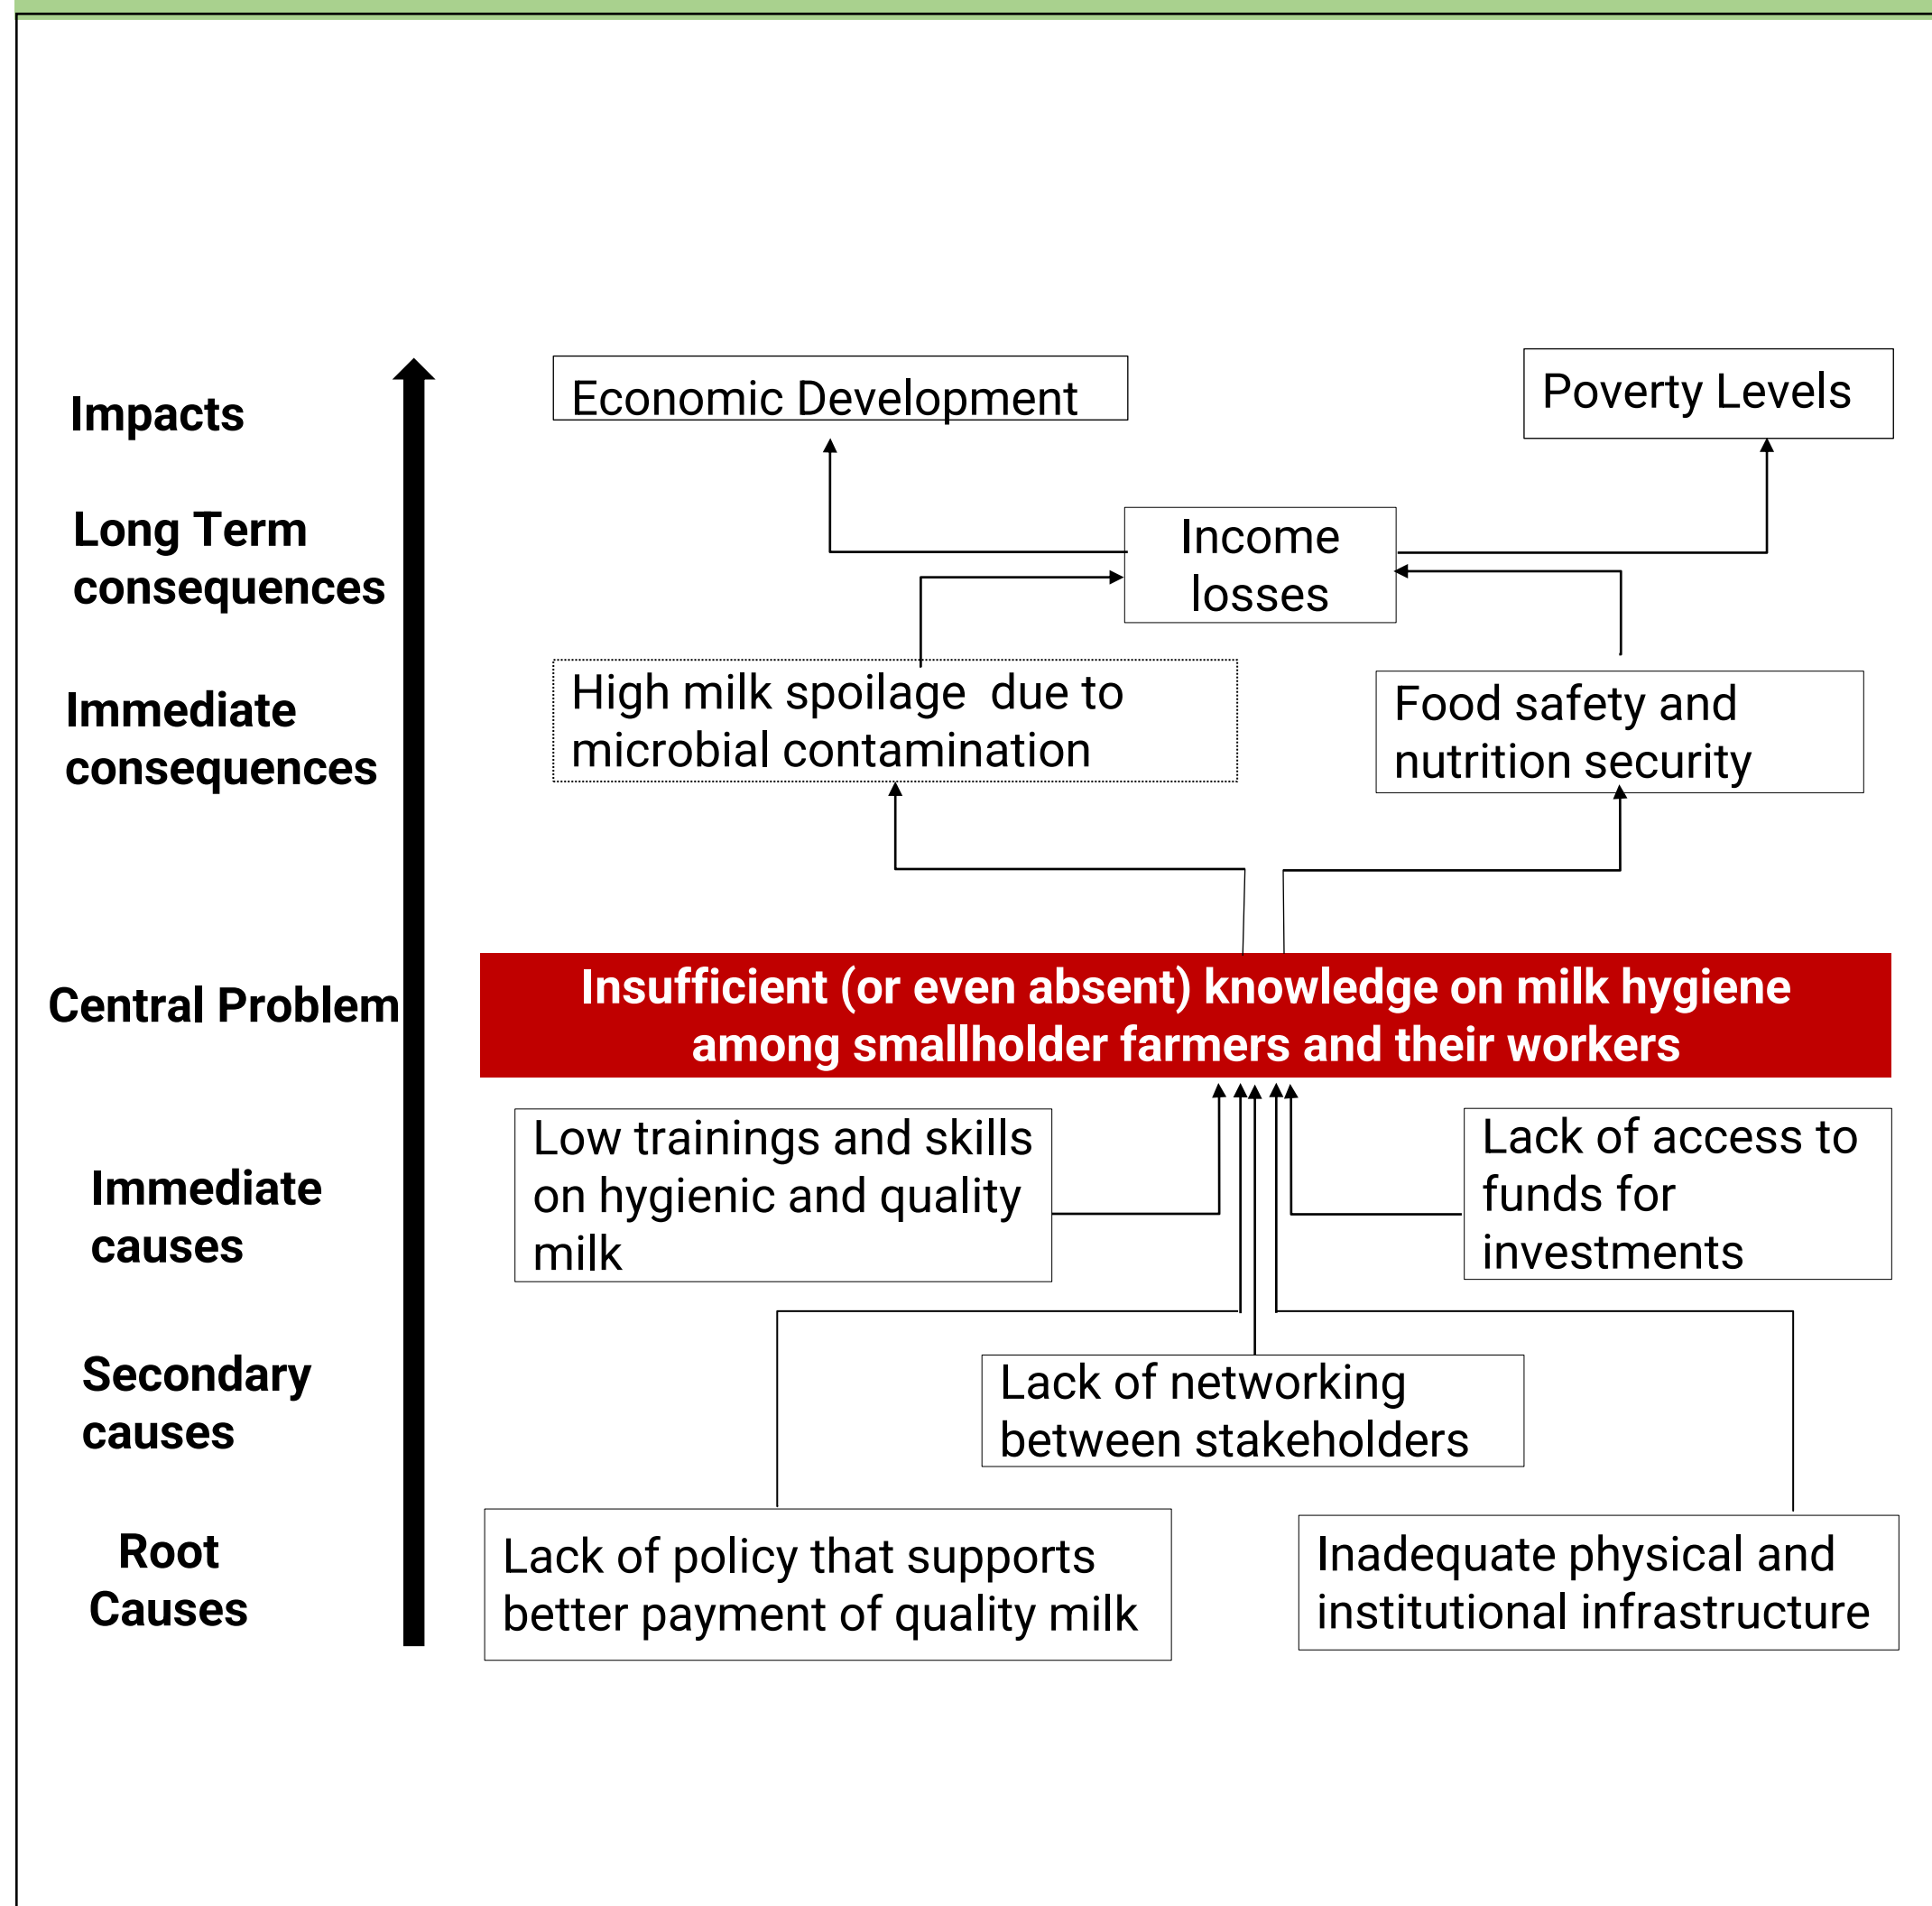 Impacts
Economic Development
Poverty Levels
Long Term
consequences
Income
losses
Immediate
consequences
High milk spoilage  due to
microbial contamination
Food safety and
nutrition security
Central Problem
Insufficient (or even absent) knowledge on milk hygiene
among smallholder farmers and their workers
Immediate
causes
Low trainings and skills
on hygienic and quality
milk
Lack of access to
funds for
investments
Secondary
causes
Lack of networking
between stakeholders
Root
Causes
Lack of policy that supports
better payment of quality milk
Inadequate physical and
institutional infrastructure